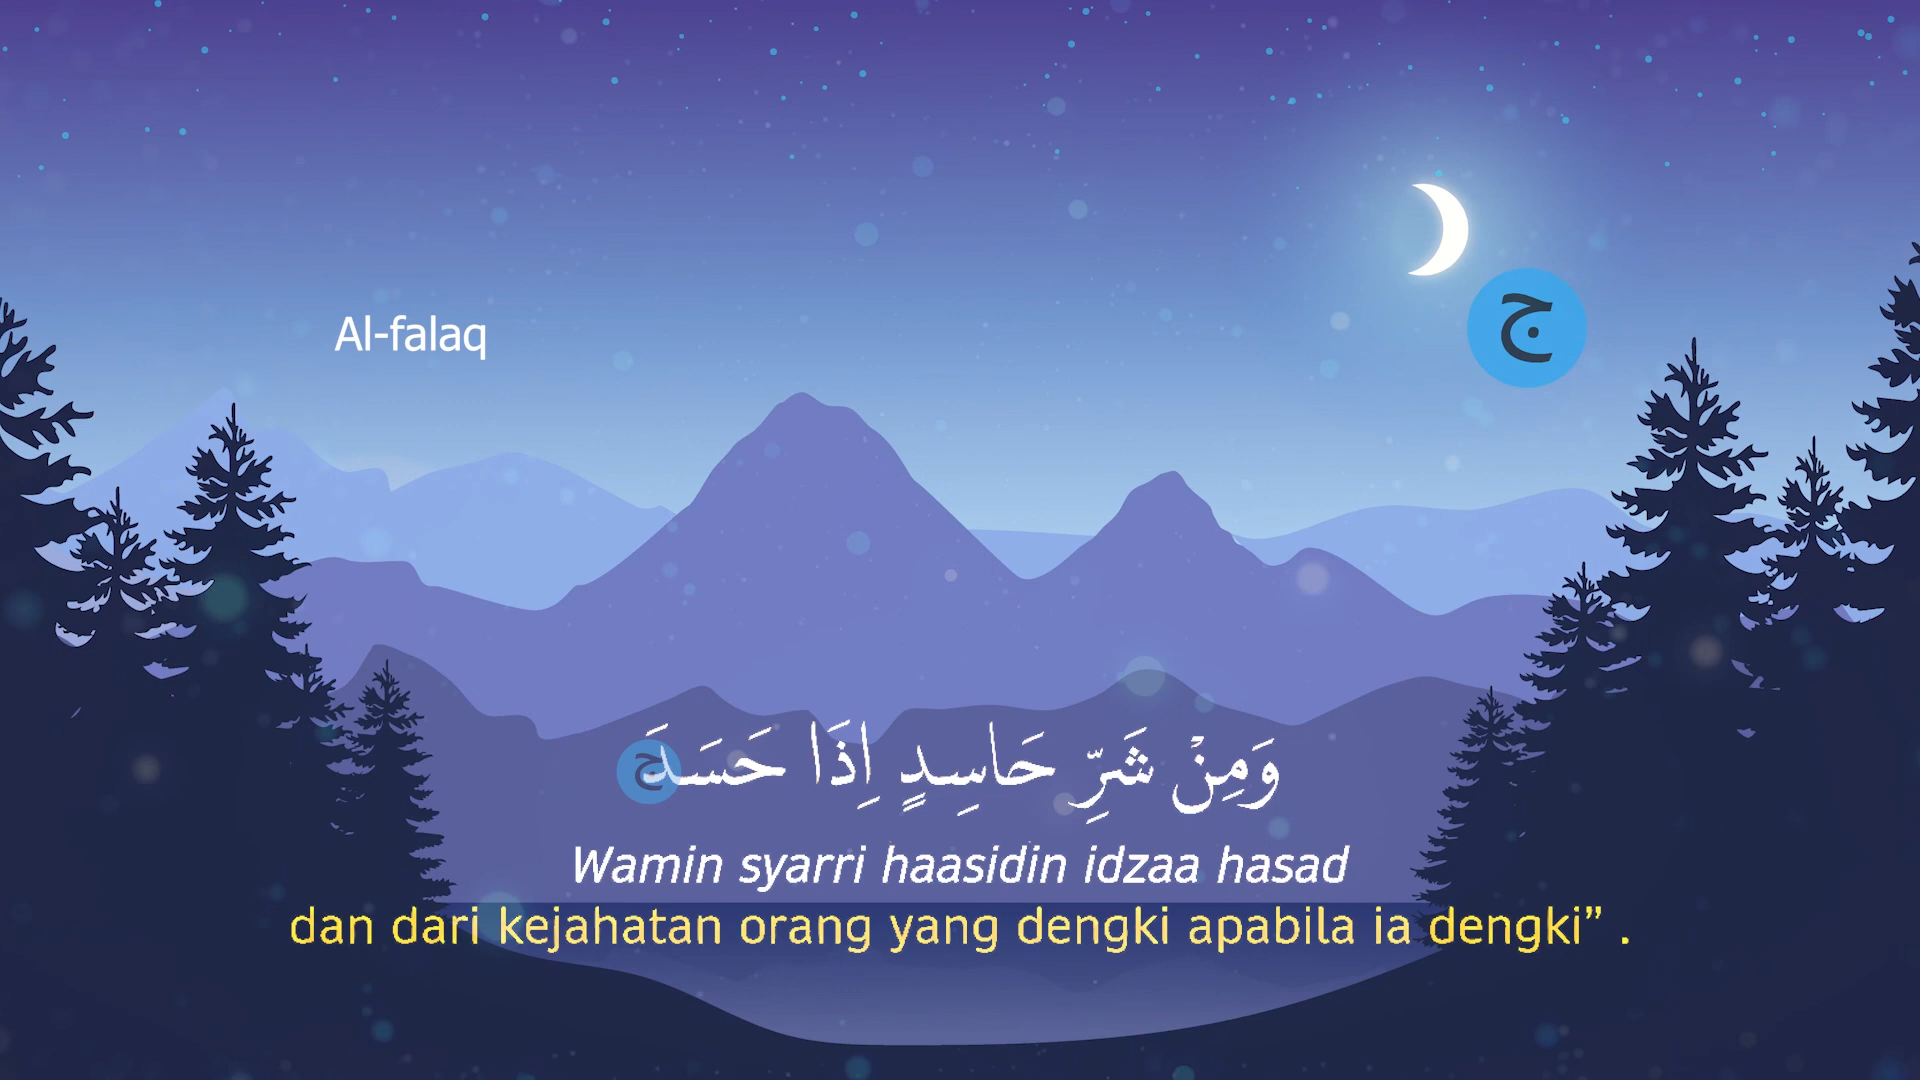 Al-falaq
ج
وَمِنْ شَرِّ حَاسِدٍ اِذَا حَسَدَ ج
Wamin syarri haasidin idzaa hasad
dan dari kejahatan orang yang dengki apabila ia dengki” .